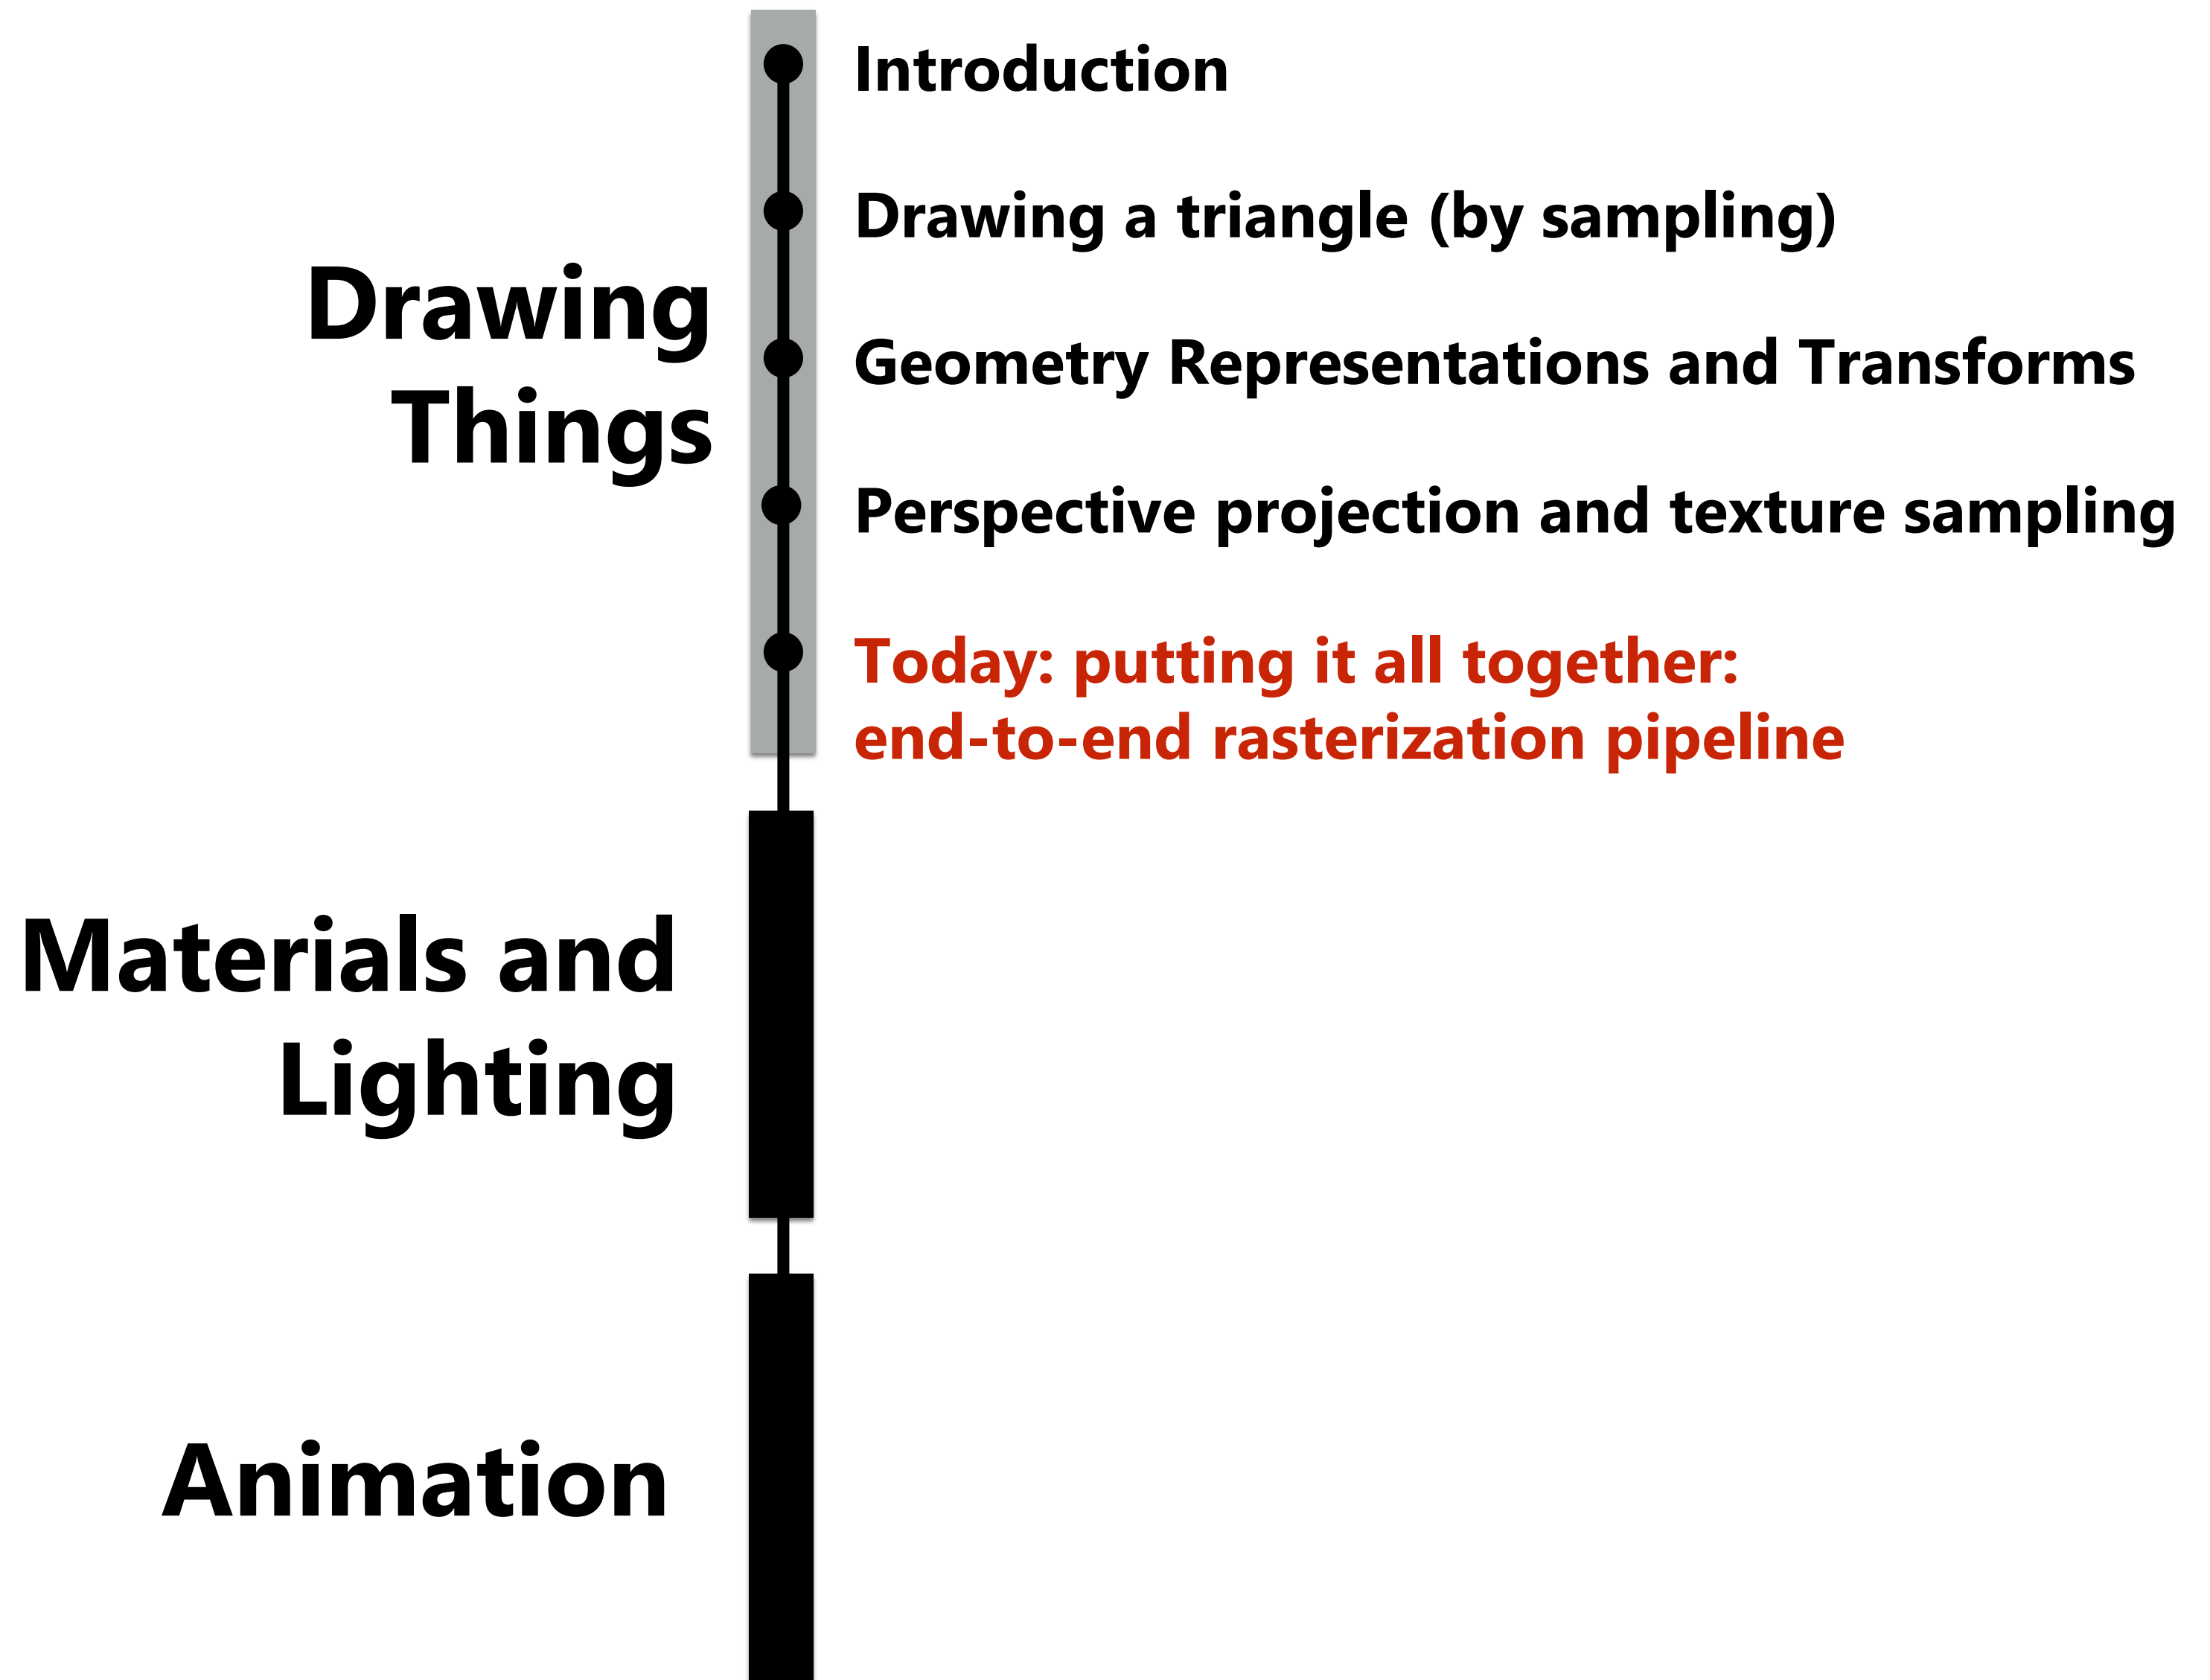 Drawing
Things
Introduction
Drawing a triangle (by sampling)
Geometry Representations and Transforms
Perspective projection and texture sampling
Today: putting it all together:
end-to-end rasterization pipeline
Materials and
Lighting
Animation